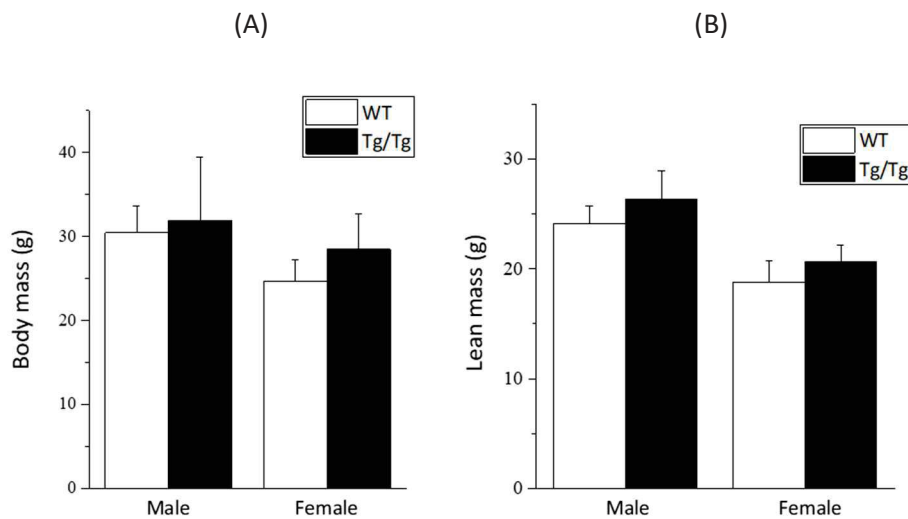 (A)
WT
Tg/Tg
Body mass (g)
40
30
20
10
0
Male
Female
(B)
WT
Tg/Tg
Lean mass (g)
30
20
10
0
Male
Female